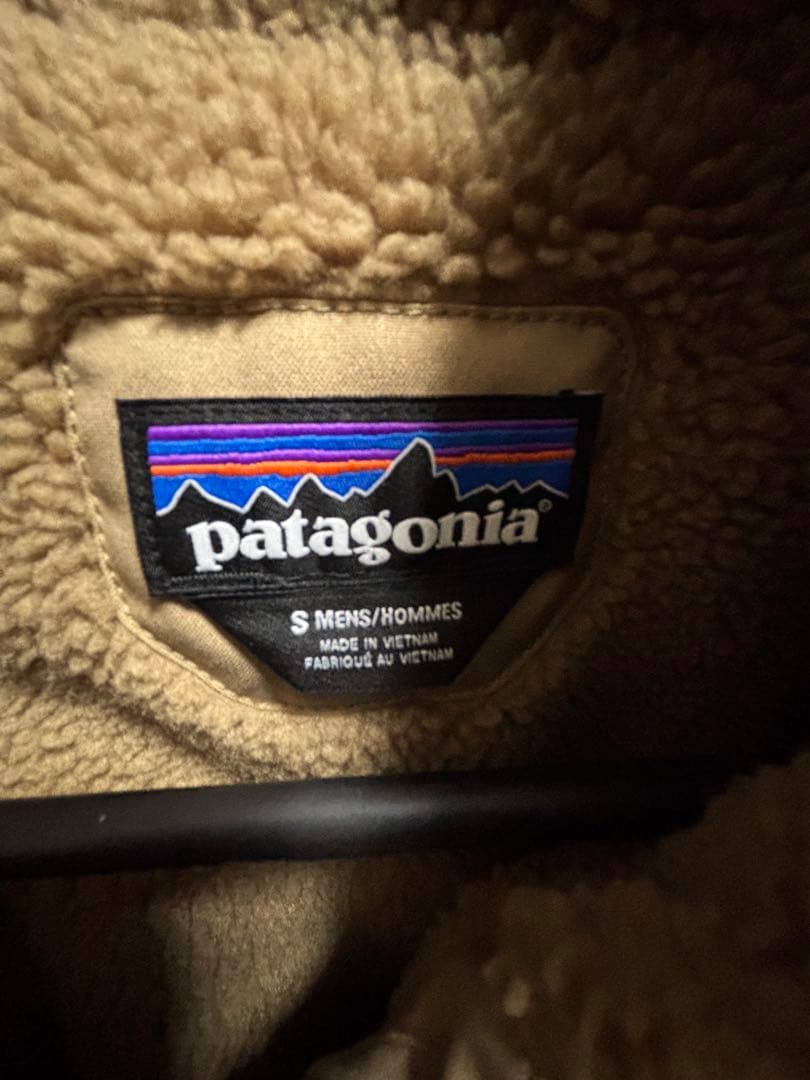 patagonia®
S MENS/HOMMES
MADE IN VIETNAM
FABRIQUÉ AU VIETNAM